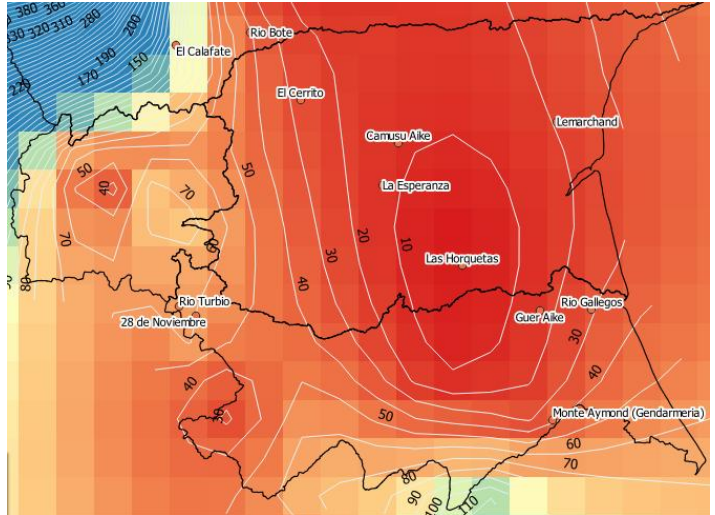 380 360
330 320 310 280 200
190
150
170
220
El Calafate
Rio Bote
El Cerrito
Camusu Aike
Lemarchand
La Esperanza
50
40
70
50
70
60
80
30
20
10
40
Las Horquetas
Rio Turbio
28 de Noviembre
Guer Aike
Rio Gallegos
30
40
40
30
50
Monte Aymond (Gendarmeria)
60
70
80
90
100
110